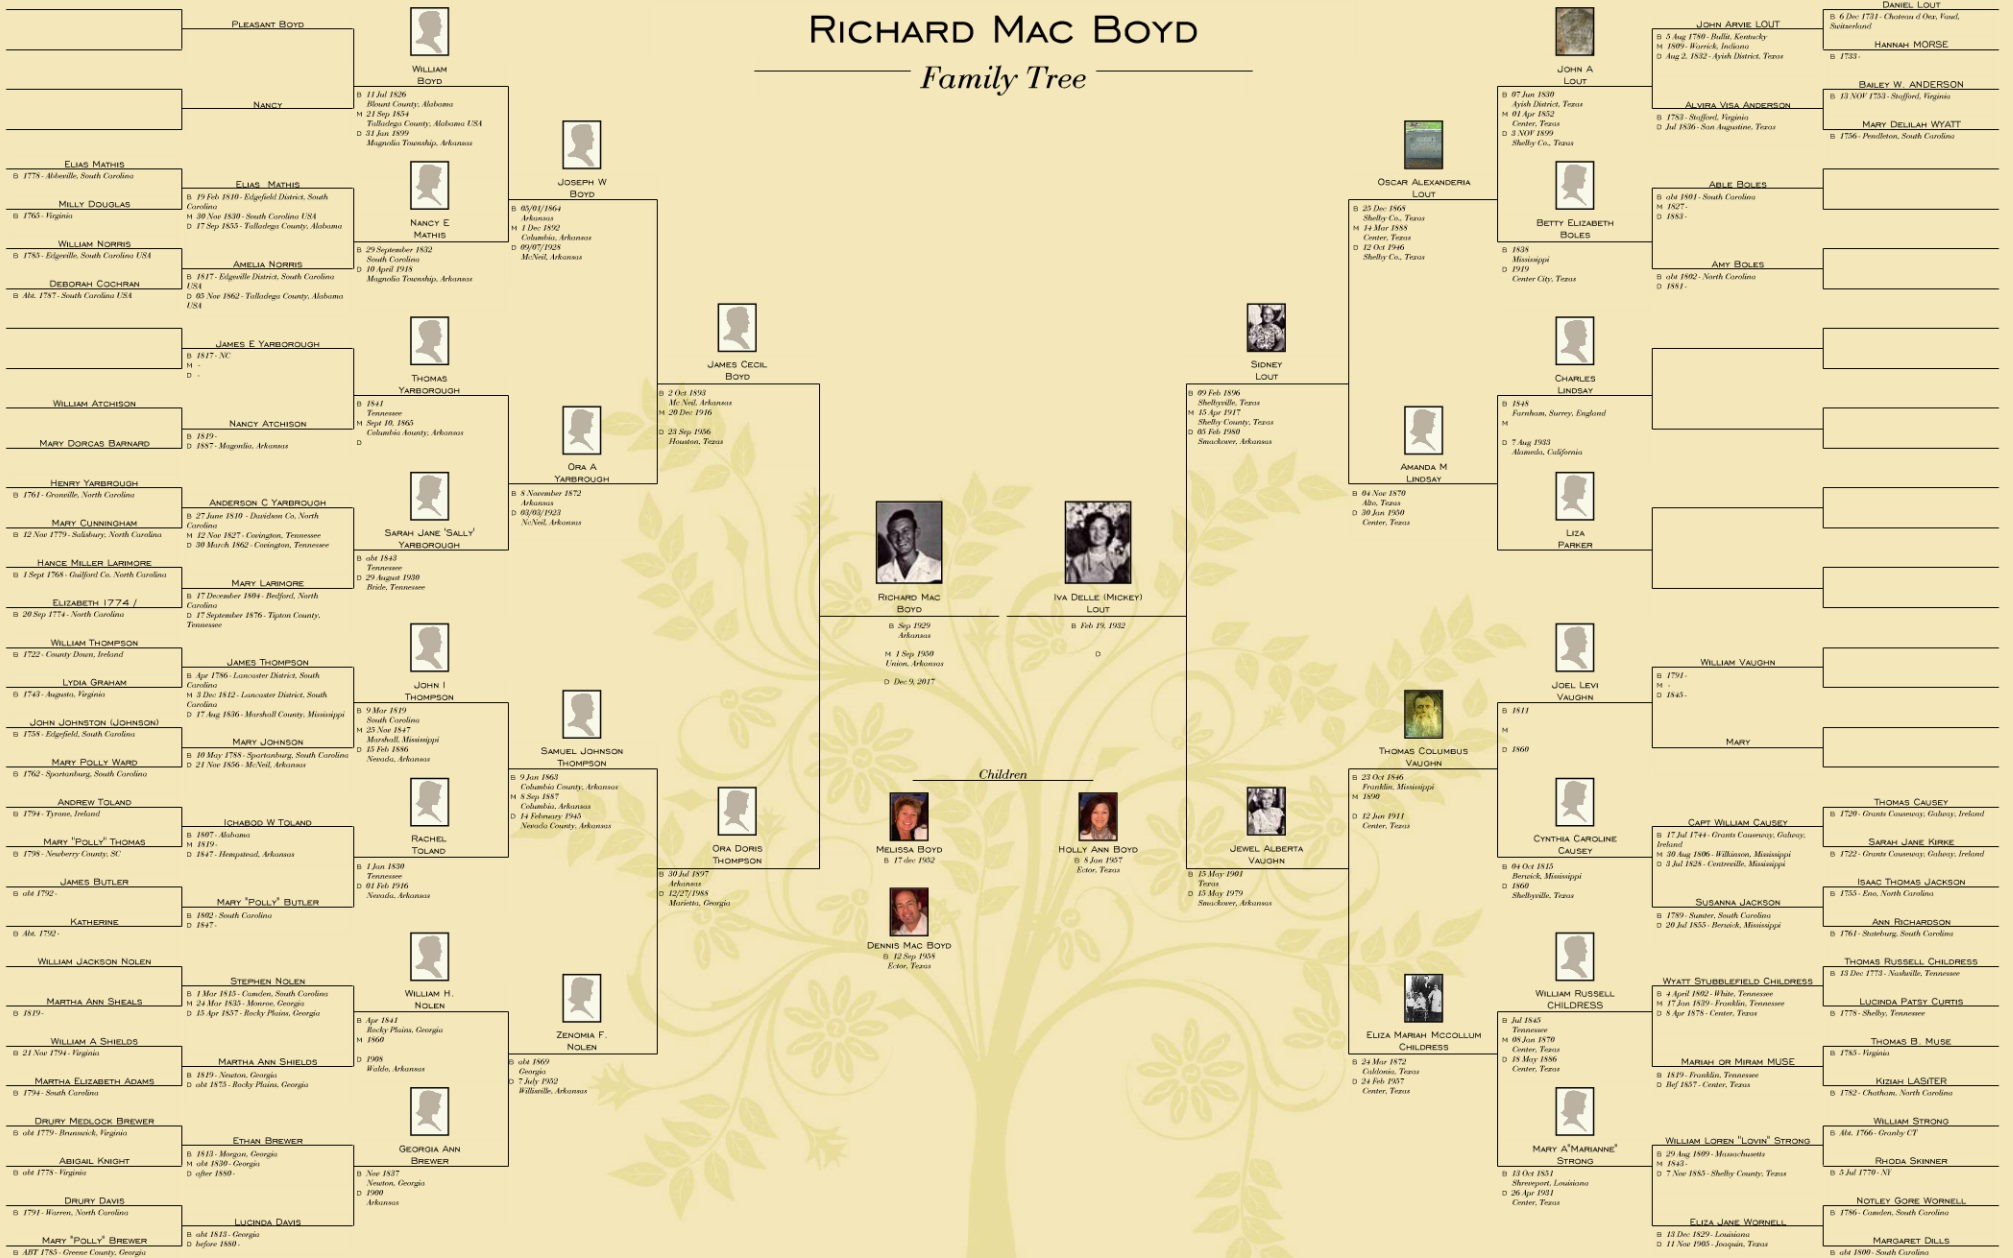 RICHARD MAC BOYD
Family Tree
PLEASANT BOYD
NANCY
ELIAS MATHIS
B 1778 - Abbeville, South Carolina
MILLY DOUGLAS
B 1765 - Virginia
WILLIAM NORRIS
B 1785 - Edgeville, South Carolina USA
DEBORAH COCHRAN
B Abt. 1787 - South Carolina USA
ELIAS MATHIS
B 19 Feb 1810 - Edgefield District, South
Carolina
M 30 Nov 1830 - South Carolina USA
D 17 Sep 1855 - Talladega County, Alabama
AMELIA NORRIS
B 1817 - Edgeville District, South Carolina
USA
D 05 Nov 1862 - Talladega County, Alabama
USA
JAMES E YARBOROUGH
B 1817 - NC
M -
D -
WILLIAM ATCHISON
MARY DORCAS BARNARD
NANCY ATCHISON
B 1819 -
D 1887 - Magonlia, Arkansas
HENRY YARBROUGH
B 1761 - Granville, North Carolina
MARY CUNNINGHAM
B 12 Nov 1779 - Salisbury, North Carolina
HANCE MILLER LARIMORE
B 1 Sept 1768 - Guilford Co, North Carolina
ELIZABETH 1774 /
B 20 Sep 1774 - North Carolina
ANDERSON C YARBROUGH
B 27 June 1810 - Davidson Co, North
Carolina
M 12 Nov 1827 - Covington, Tennessee
D 30 March 1862 - Covington, Tennessee
MARY LARIMORE
B 17 December 1804 - Bedford, North
Carolina
D 17 September 1876 - Tipton County,
Tennessee
WILLIAM THOMPSON
B 1722 - County Down, Ireland
LYDIA GRAHAM
B 1743 - Augusta, Virginia
JOHN JOHNSTON (JOHNSON)
B 1758 - Edgefield, South Carolina
MARY POLLY WARD
B 1762 - Spartanburg, South Carolina
JAMES THOMPSON
B Apr 1786 - Lancaster District, South
Carolina
M 3 Dec 1812 - Lancaster District, South
Carolina
D 17 Aug 1836 - Marshall County, Mississippi
MARY JOHNSON
B 10 May 1788 - Spartanburg, South Carolina
D 21 Nov 1856 - McNeil, Arkansas
ANDREW TOLAND
B 1794 - Tyrone, Ireland
MARY "POLLY" THOMAS
B 1798 - Newberry County, SC
JAMES BUTLER
B abt 1792 -
KATHERINE
B Abt. 1792 -
ICHABOD W TOLAND
B 1807 - Alabama
M 1819 -
D 1847 - Hempstead, Arkansas
MARY "POLLY" BUTLER
B 1802 - South Carolina
D 1847 -
WILLIAM JACKSON NOLEN
MARTHA ANN SHEALS
B 1819 -
WILLIAM A SHIELDS
B 21 Nov 1794 - Virginia
MARTHA ELIZABETH ADAMS
B 1794 - South Carolina
STEPHEN NOLEN
B 1 Mar 1815 - Camden, South Carolina
M 24 Mar 1835 - Monroe, Georgia
D 15 Apr 1857 - Rocky Plains, Georgia
MARTHA ANN SHIELDS
B 1819 - Newton, Georgia
D abt 1875 - Rocky Plains, Georgia
DRURY MEDLOCK BREWER
B abt 1779 - Brunswick, Virginia
ABIGAIL KNIGHT
B abt 1778 - Virginia
DRURY DAVIS
B 1791 - Warren, North Carolina
MARY "POLLY" BREWER
B ABT 1785 - Greene County, Georgia
ETHAN BREWER
B 1813 - Morgan, Georgia
M abt 1830 - Georgia
D after 1880 -
LUCINDA DAVIS
B abt 1813 - Georgia
D before 1880 -
WILLIAM
BOYD
B 11 Jul 1826
Blount County, Alabama
M 21 Sep 1854
Talladega County, Alabama USA
D 31 Jan 1899
Magnolia Township, Arkansas
NANCY E
MATHIS
B 29 September 1832
South Carolina
D 10 April 1918
Magnolia Township, Arkansas
THOMAS
YARBOROUGH
B 1841
Tennessee
M Sept 10, 1865
Columbia Aounty, Arkansas
D
SARAH JANE 'SALLY'
YARBOROUGH
B abt 1843
Tennessee
D 29 August 1930
Bride, Tennessee
JOHN I
THOMPSON
B 9 Mar 1819
South Carolina
M 25 Nov 1847
Marshall, Mississippi
D 15 Feb 1886
Nevada, Arkansas
RACHEL
TOLAND
B 1 Jan 1830
Tennessee
D 01 Feb 1916
Nevada, Arkansas
WILLIAM H.
NOLEN
B Apr 1841
Rocky Plains, Georgia
M 1860
D 1908
Waldo, Arkansas
GEORGIA ANN
BREWER
B Nov 1837
Newton, Georgia
D 1900
Arkansas
JOSEPH W
BOYD
B 05/01/1864
Arkansas
M 1 Dec 1892
Columbia, Arkansas
D 09/07/1928
McNeil, Arkansas
ORA A
YARBROUGH
B 8 November 1872
Arkansas
D 03/03/1923
McNeil, Arkansas
SAMUEL JOHNSON
THOMPSON
B 9 Jan 1863
Columbia County, Arkansas
M 8 Sep 1887
Columbia, Arkansas
D 14 February 1945
Nevada County, Arkansas
ZENOMIA F.
NOLEN
B abt 1869
Georgia
D 7 July 1952
Willisville, Arkansas
JAMES CECIL
BOYD
B 2 Oct 1893
Mc Neil, Arkansas
M 20 Dec 1916
D 23 Sep 1956
Houston, Texas
ORA DORIS
THOMPSON
B 30 Jul 1897
Arkansas
D 12/27/1988
Marietta, Georgia
RICHARD MAC
BOYD
B Sep 1929
Arkansas
M 1 Sep 1950
Union, Arkansas
D Dec 9, 2017
IVA DELLE (MICKEY)
LOUT
B Feb 19, 1932
D
Children
MELISSA BOYD
B 17 dec 1952
HOLLY ANN BOYD
B 8 Jan 1957
Ector, Texas
DENNIS MAC BOYD
B 12 Sep 1958
Ector, Texas
SIDNEY
LOUT
B 09 Feb 1896
Shelbyville, Texas
M 15 Apr 1917
Shelby County, Texas
D 05 Feb 1980
Smackover, Arkansas
JEWEL ALBERTA
VAUGHN
B 15 May 1901
Texas
D 15 May 1979
Smackover, Arkansas
OSCAR ALEXANDERIA
LOUT
B 25 Dec 1868
Shelby Co., Texas
M 14 Mar 1888
Center, Texas
D 12 Oct 1946
Shelby Co., Texas
AMANDA M
LINDSAY
B 04 Nov 1870
Alto, Texas
D 30 Jan 1950
Center, Texas
THOMAS COLUMBUS
VAUGHN
B 23 Oct 1846
Franklin, Mississippi
M 1890
D 12 Jun 1911
Center, Texas
ELIZA MARIAH MCCOLLUM
CHILDRESS
B 24 Mar 1872
Caldonia, Texas
D 24 Feb 1957
Center, Texas
JOHN A
LOUT
B 07 Jun 1830
Ayish District, Texas
M 01 Apr 1852
Center, Texas
D 3 NOV 1899
Shelby Co., Texas
BETTY ELIZABETH
BOLES
B 1838
Mississippi
D 1919
Center City, Texas
CHARLES
LINDSAY
B 1848
Farnham, Surrey, England
M
D 7 Aug 1933
Alameda, California
LIZA
PARKER
JOEL LEVI
VAUGHN
B 1811
M
D 1860
CYNTHIA CAROLINE
CAUSEY
B 04 Oct 1815
Berwick, Mississippi
D 1860
Shelbyville, Texas
WILLIAM RUSSELL
CHILDRESS
B Jul 1845
Tennessee
M 08 Jan 1870
Center, Texas
D 18 May 1886
Center, Texas
MARY A"MARIANNE"
STRONG
B 13 Oct 1851
Shreveport, Louisiana
D 26 Apr 1931
Center, Texas
JOHN ARVIE LOUT
B 5 Aug 1780 - Bullit, Kentucky
M 1809 - Warrick, Indiana
D Aug 2, 1832 - Ayish District, Texas
ALVIRA VISA ANDERSON
B 1783 - Stafford, Virginia
D Jul 1836 - San Augustine, Texas
DANIEL LOUT
B 6 Dec 1731 - Chateau d Oex, Vaud,
Switzerland
HANNAH MORSE
B 1733 -
BAILEY W. ANDERSON
B 13 NOV 1753 - Stafford, Virginia
MARY DELILAH WYATT
B 1756 - Pendleton, South Carolina
ABLE BOLES
B abt 1801 - South Carolina
M 1827 -
D 1883 -
AMY BOLES
B abt 1802 - North Carolina
D 1881 -
WILLIAM VAUGHN
B 1791 -
M -
D 1845 -
MARY
CAPT WILLIAM CAUSEY
B 17 Jul 1744 - Grants Causeway, Galway,
Ireland
M 30 Aug 1806 - Wilkinson, Mississippi
D 3 Jul 1828 - Centreville, Mississippi
SUSANNA JACKSON
B 1789 - Sumter, South Carolina
D 20 Jul 1855 - Berwick, Mississippi
THOMAS CAUSEY
B 1720 - Grants Causeway, Galway, Ireland
SARAH JANE KIRKE
B 1722 - Grants Causeway, Galway, Ireland
ISAAC THOMAS JACKSON
B 1755 - Eno, North Carolina
ANN RICHARDSON
B 1761 - Stateburg, South Carolina
WYATT STUBBLEFIELD CHILDRESS
B 4 April 1802 - White, Tennessee
M 17 Jan 1839 - Franklin, Tennessee
D 8 Apr 1878 - Center, Texas
MARIAH OR MIRAM MUSE
B 1819 - Franklin, Tennessee
D Bef 1857 - Center, Texas
THOMAS RUSSELL CHILDRESS
B 13 Dec 1773 - Nashville, Tennessee
LUCINDA PATSY CURTIS
B 1778 - Shelby, Tennessee
THOMAS B. MUSE
B 1785 - Virginia
KIZIAH LASITER
B 1782 - Chatham, North Carolina
WILLIAM LOREN "LOVIN" STRONG
B 29 Aug 1809 - Massachusetts
M 1843 -
D 7 Nov 1885 - Shelby County, Texas
ELIZA JANE WORNELL
B 13 Dec 1829 - Louisiana
D 11 Nov 1905 - Joaquin, Texas
WILLIAM STRONG
B Abt. 1766 - Granby CT
RHODA SKINNER
B 5 Jul 1770 - NY
NOTLEY GORE WORNELL
B 1786 - Camden, South Carolina
MARGARET DILLS
B abt 1800 - South Carolina